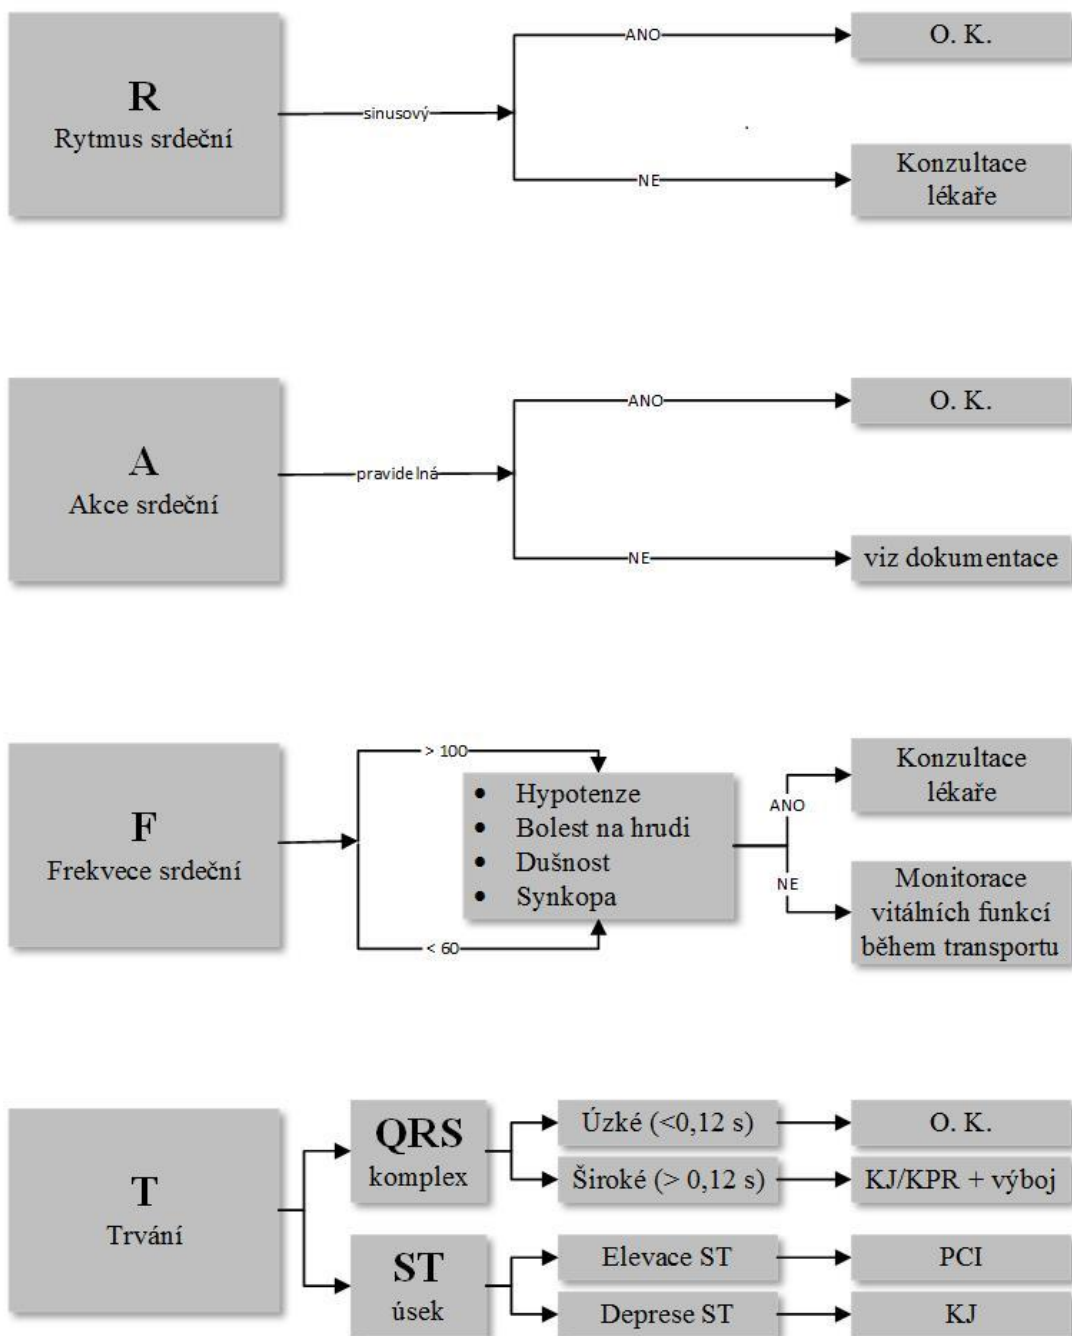 R
Rytmus srdeční
sinusový
ANO
O. K.
NE
Konzultace
lékaře
A
Akce srdeční
pravidelná
ANO
O. K.
NE
viz dokumentace
F
Frekvece srdeční
> 100
< 60
• Hypotenze
• Bolest na hrudi
• Dušnost
• Synkopa
ANO
Konzultace
lékaře
NE
Monitorace
vitálních funkcí
během transportu
T
Trvání
QRS
komplex
Úzké (<0,12 s)
O. K.
Široké (> 0,12 s)
KJ/KPR + výboj
ST
úsek
Elevace ST
PCI
Deprese ST
KJ